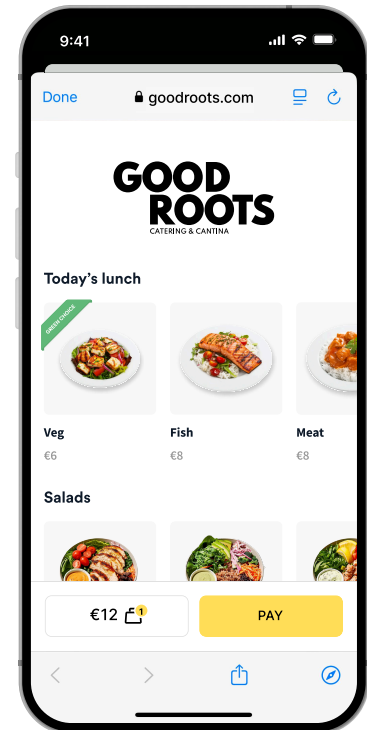 9:41
Done
goodroots.com
GOOD
ROOTS
CATERING & CANTINA
Today's lunch
GREEN CHOICE
Veg
Fish
Meat
€6
€8
€8
Salads
€12
1
PAY